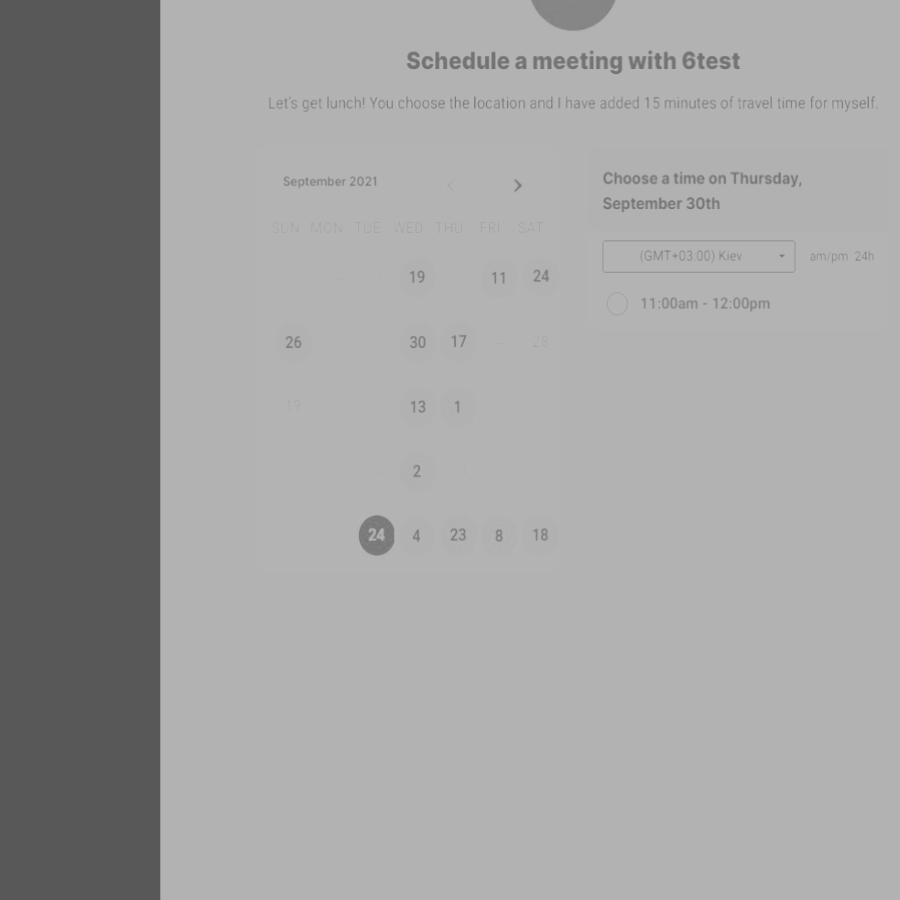 Schedule a meeting with 6test
Let's get lunch! You choose the location and I have added 15 minutes of travel time for myself.
September 2021
SUN MON TUE WED THU FRI SAT
19 11 24
26 30 17 28
19 13 1
2
24 4 23 8 18
Choose a time on Thursday,
September 30th
(GMT+03:00) Kiev am/pm 24h
11:00am - 12:00pm